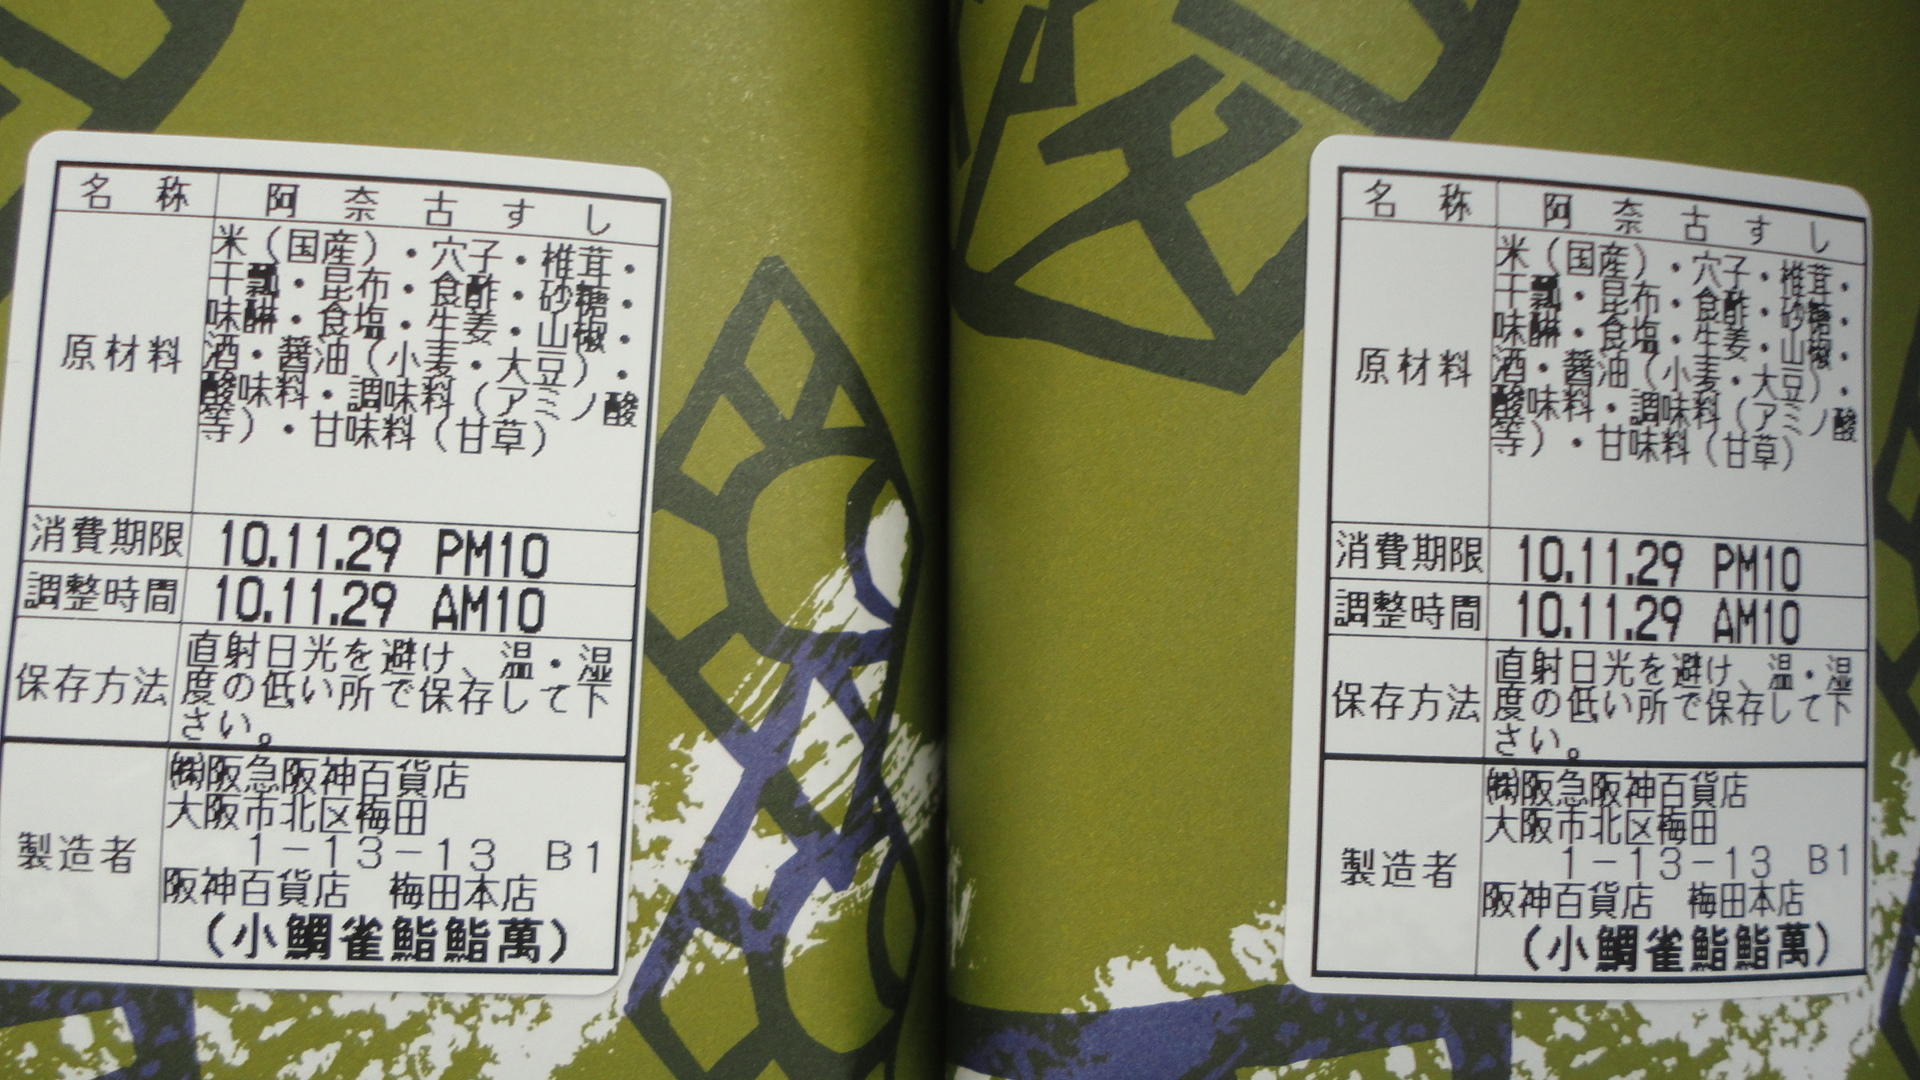 名称 阿奈古すし
原材料
米(国産)・穴子・椎茸・
干瓢・昆布・食酢・砂糖・
味醂・食塩・生姜・山椒・
酒・醤油(小麦・大豆)・
酸味料・調味料(アミノ酸
等)・甘味料(甘草)
消費期限 10.11.29 PM10
調整時間 10.11.29 AM10
保存方法
直射日光を避け、温・湿
度の低い所で保存して下
さい。
製造者
㈱阪急阪神百貨店
大阪市北区梅田
1-13-13 B1
阪神百貨店 梅田本店
(小鯛雀鮨鮨萬)
名称 阿奈古すし
原材料
米(国産)・穴子・椎茸・
干瓢・昆布・食酢・砂糖・
味醂・食塩・生姜・山椒・
酒・醤油(小麦・大豆)・
酸味料・調味料(アミノ酸
等)・甘味料(甘草)
消費期限 10.11.29 PM10
調整時間 10.11.29 AM10
保存方法
直射日光を避け、温・湿
度の低い所で保存して下
さい。
製造者
㈱阪急阪神百貨店
大阪市北区梅田
1-13-13 B1
阪神百貨店 梅田本店
(小鯛雀鮨鮨萬)